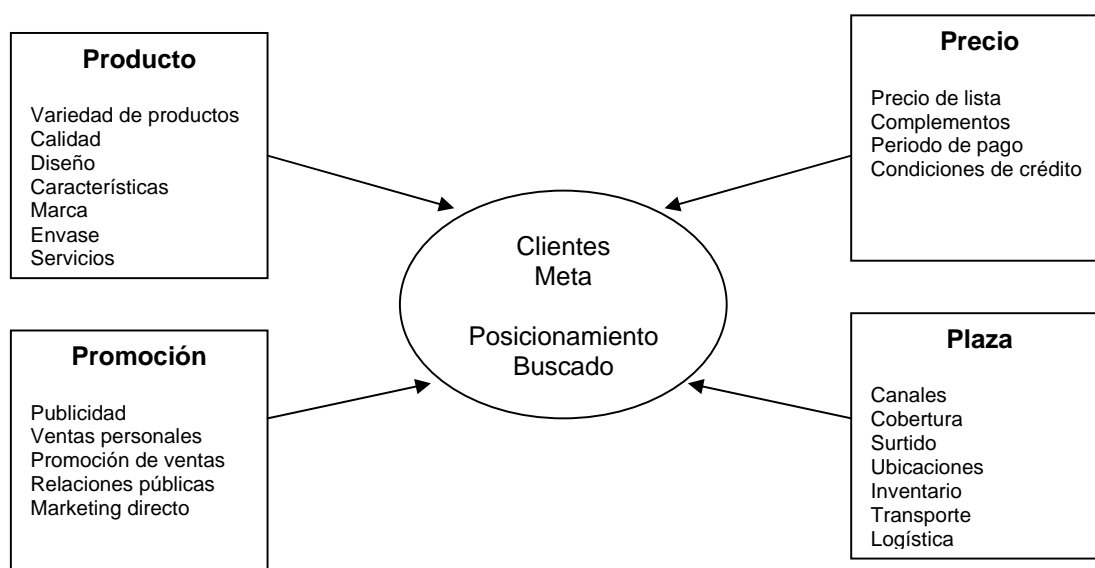 Producto
Variedad de productos
Calidad
Diseño
Característícas
Marca
Envase
Servicios
Precio
Precio de lista
Complementos
Periodo de pago
Condiciones de crédito
Clientes
Meta
Posicionamiento
Buscado
Promoción
Publicidad
Ventas personales
Promoción de ventas
Relaciones públicas
Marketing directo
Plaza
Canales
Cobertura
Surtido
Ubicaciones
Inventario
Transporte
Logística